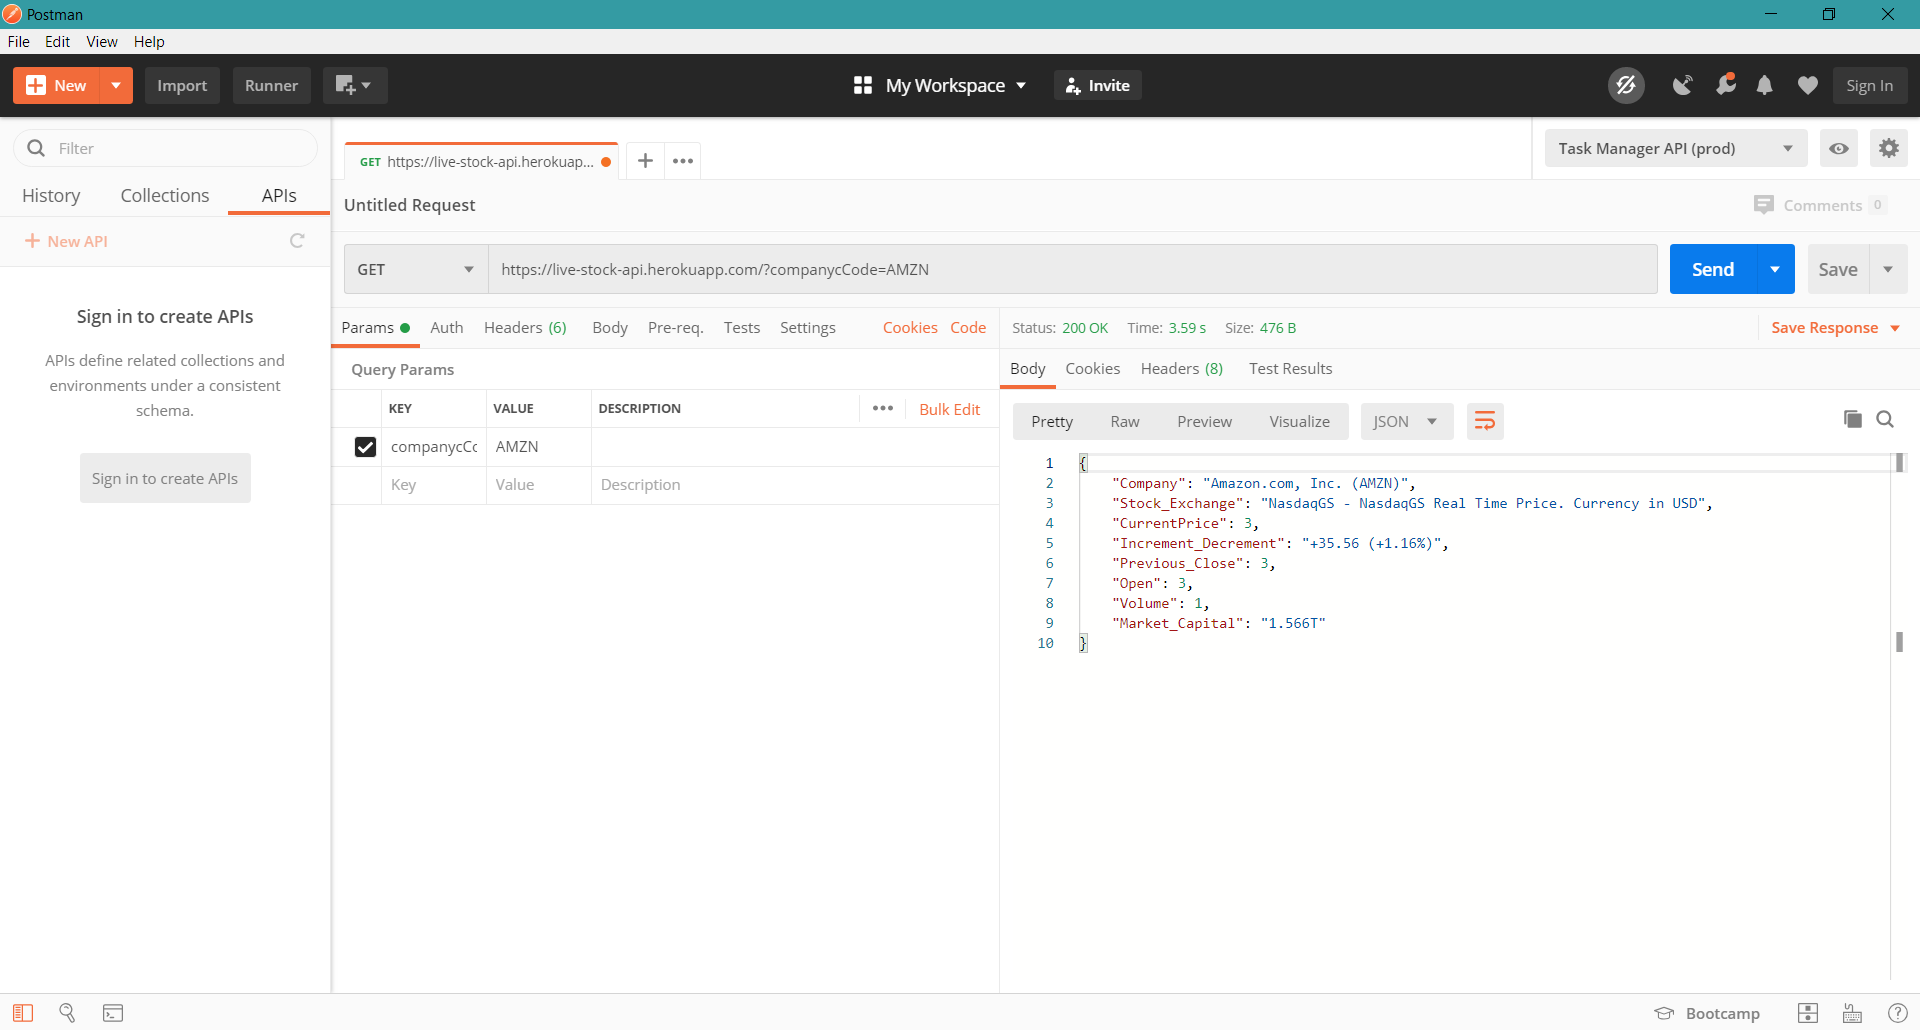 Postman
File Edit View Help
New Import Runner My Workspace Invite Sign In
Filter
History Collections APIs
New API
Sign in to create APIs
APIs define related collections and
environments under a consistent
schema.
Sign in to create APIs
GET https://live-stock-api.herokuap... + •••
Task Manager API (prod)
Untitled Request
Comments 0
GET https://live-stock-api.herokuapp.com/?companycCode=AMZN Send Save
Params Auth Headers (6) Body Pre-req. Tests Settings Cookies Code
Query Params
KEY VALUE DESCRIPTION ••• Bulk Edit
companycCc AMZN
Key Value Description
Status: 200 OK Time: 3.59 s Size: 476 B Save Response
Body Cookies Headers (8) Test Results
Pretty Raw Preview Visualize JSON
1 {
2 "Company": "Amazon.com, Inc. (AMZN)",
3 "Stock_Exchange": "NasdaqGS - NasdaqGS Real Time Price. Currency in USD",
4 "CurrentPrice": 3,
5 "Increment_Decrement": "+35.56 (+1.16%)",
6 "Previous_Close": 3,
7 "Open": 3,
8 "Volume": 1,
9 "Market_Capital": "1.566T"
10 }
Bootcamp